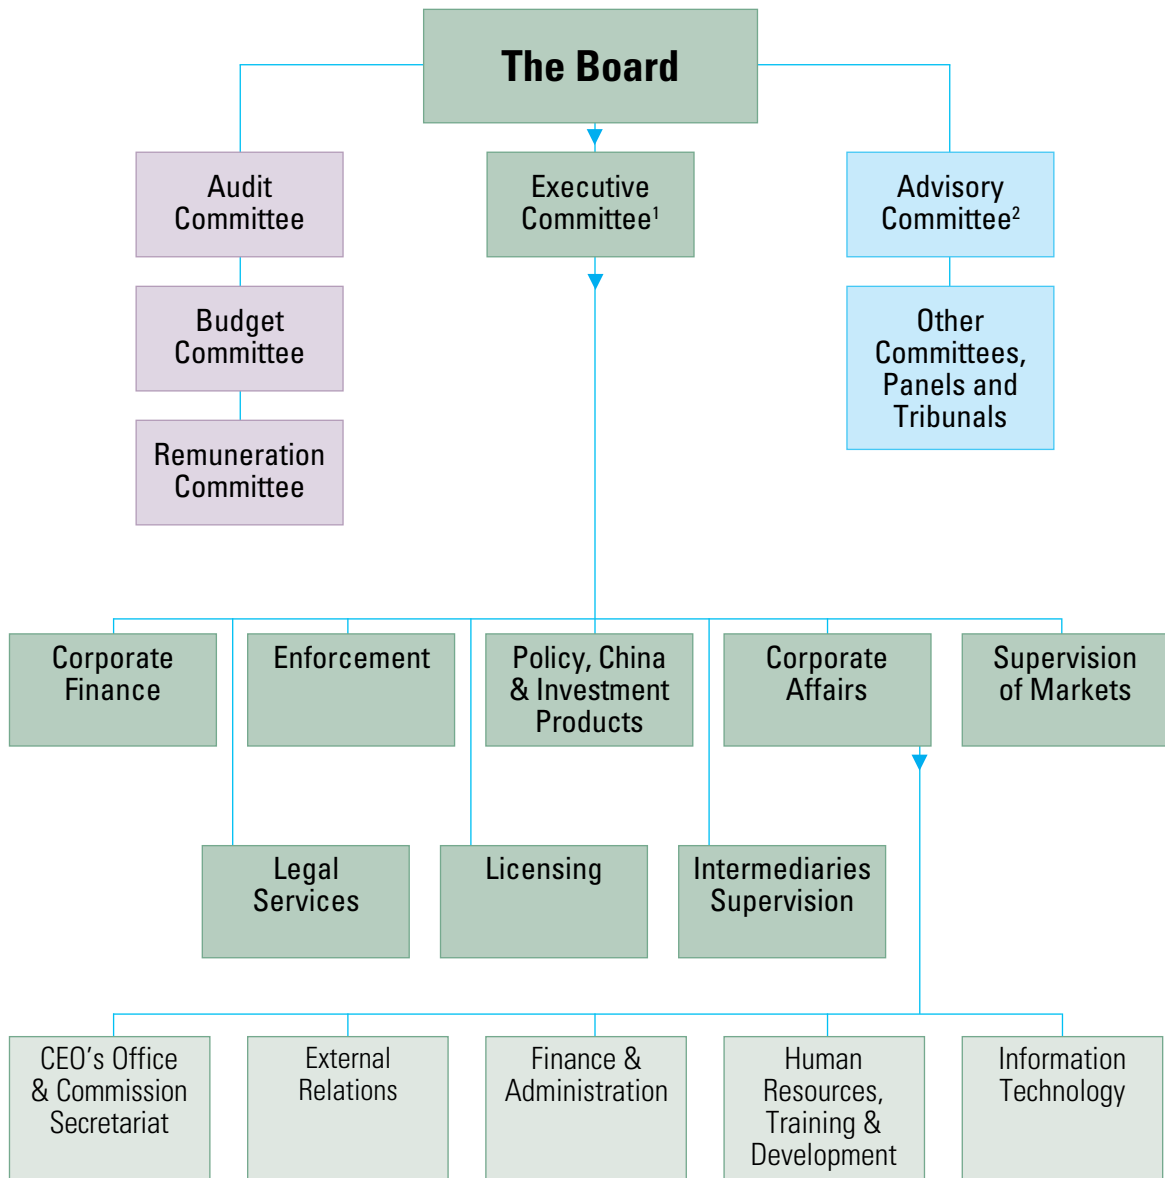 The Board
Audit
Committee
Executive
Committee¹
Advisory
Committee²
Budget
Committee
Other
Committees,
Panels and
Tribunals
Remuneration
Committee
Corporate
Finance
Enforcement
Policy, China
& Investment
Products
Corporate
Affairs
Supervision
of Markets
Legal
Services
Licensing
Intermediaries
Supervision
CEO's Office
& Commission
Secretariat
External
Relations
Finance &
Administration
Human
Resources,
Training &
Development
Information
Technology